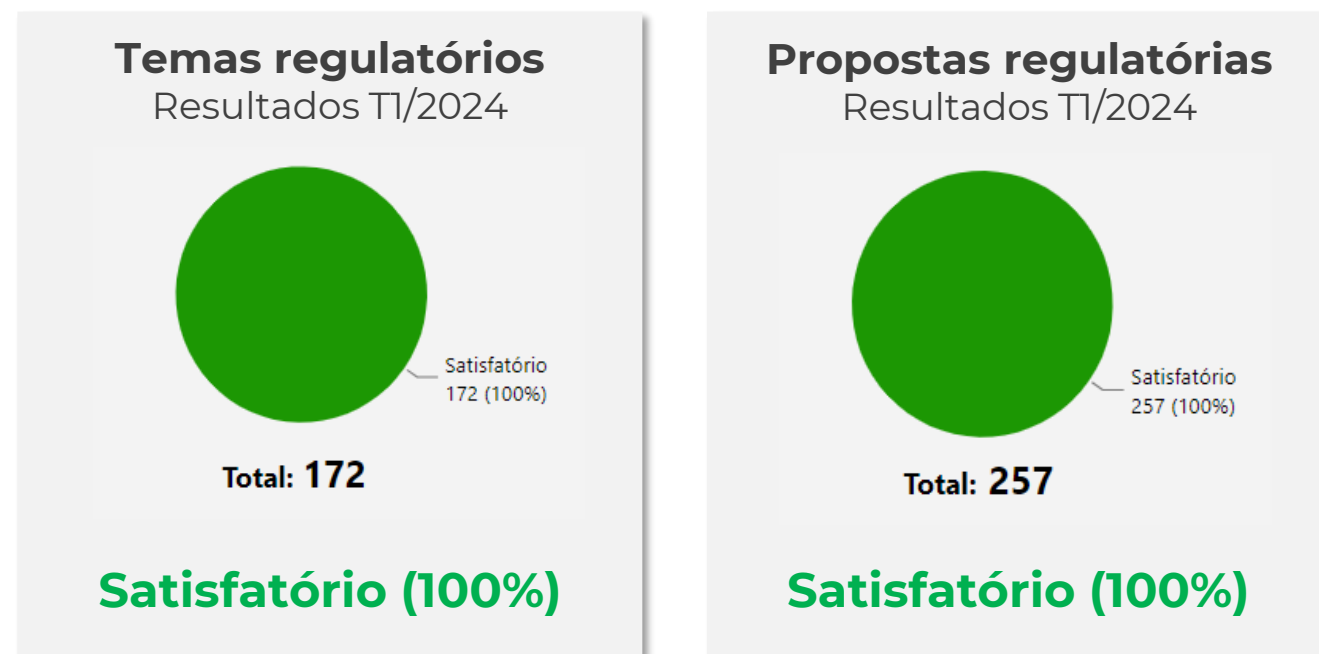 Temas regulatórios
Resultados T1/2024
Satisfatório
172 (100%)
Total: 172
Satisfatório (100%)
Propostas regulatórias
Resultados T1/2024
Satisfatório
257 (100%)
Total: 257
Satisfatório (100%)